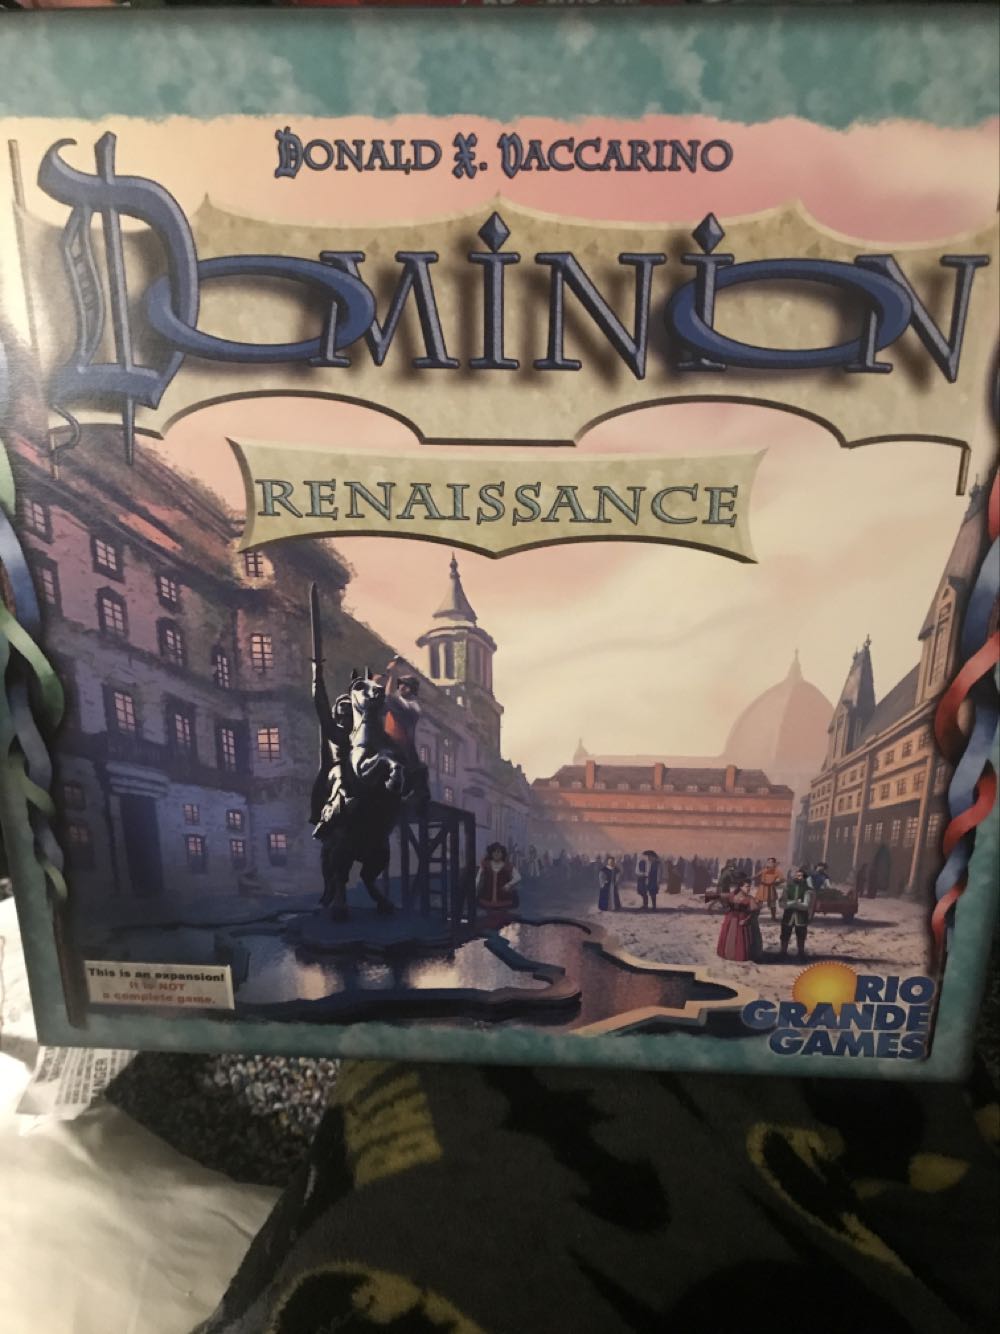 DONALD X. VACCARINO
DOMINION
RENAISSANCE
This is an expansion!
It is NOT
a complete game.
RIO
GRANDE
GAMES